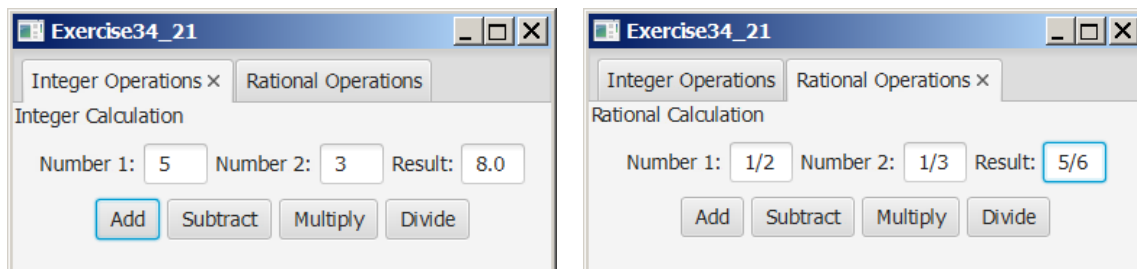 Exercise34_21
Integer Operations × Rational Operations
Integer Calculation
Number 1: 5 Number 2: 3 Result: 8.0
Add Subtract Multiply Divide
Exercise34_21
Integer Operations Rational Operations ×
Rational Calculation
Number 1: 1/2 Number 2: 1/3 Result: 5/6
Add Subtract Multiply Divide